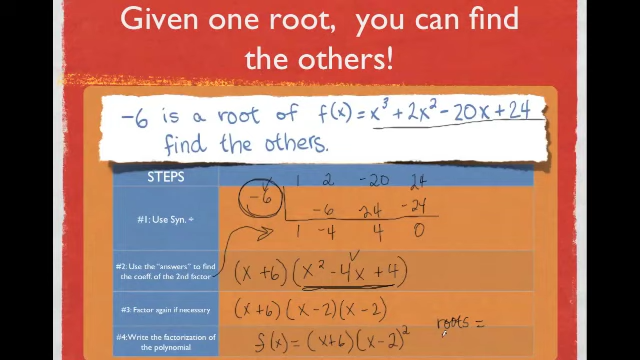 Given one root, you can find
the others!
-6 is a root of f(x) = x³ + 2x² - 20x + 24
find the others.
STEPS
1 2 -20 24
-6
#1: Use Syn. ÷
-6 24 -24
1 -4 4 0
#2: Use the "answers" to find
the coeff. of the 2nd factor
(x + 6)(x² - 4x + 4)
#3: Factor again if necessary
(x + 6)(x - 2)(x - 2)
#4: Write the factorization of
the polynomial
f(x) = (x+6)(x-2)²
roots =